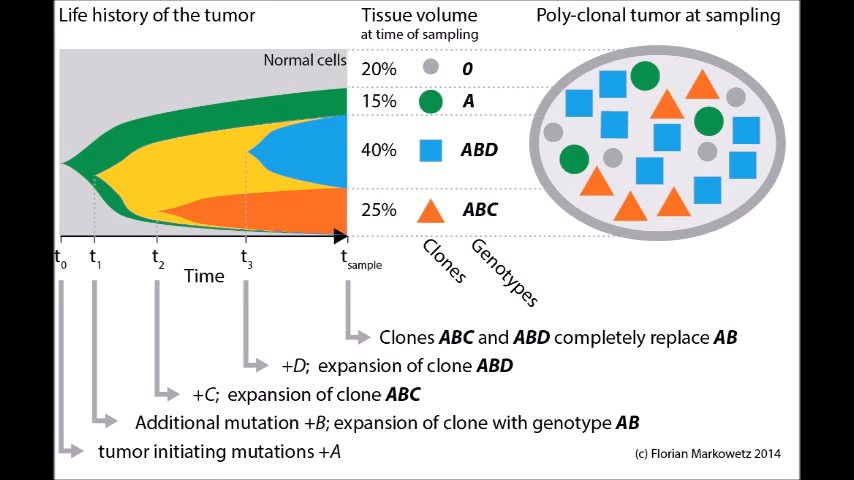 Life history of the tumor
Tissue volume
at time of sampling
Poly-clonal tumor at sampling
Normal cells
20% 0
15% A
40% ABD
25% ABC
t0 t1 t2 t3 tsample
Time
Clones
Genotypes
Clones ABC and ABD completely replace AB
+D; expansion of clone ABD
+C; expansion of clone ABC
Additional mutation +B; expansion of clone with genotype AB
tumor initiating mutations +A
(c) Florian Markowetz 2014